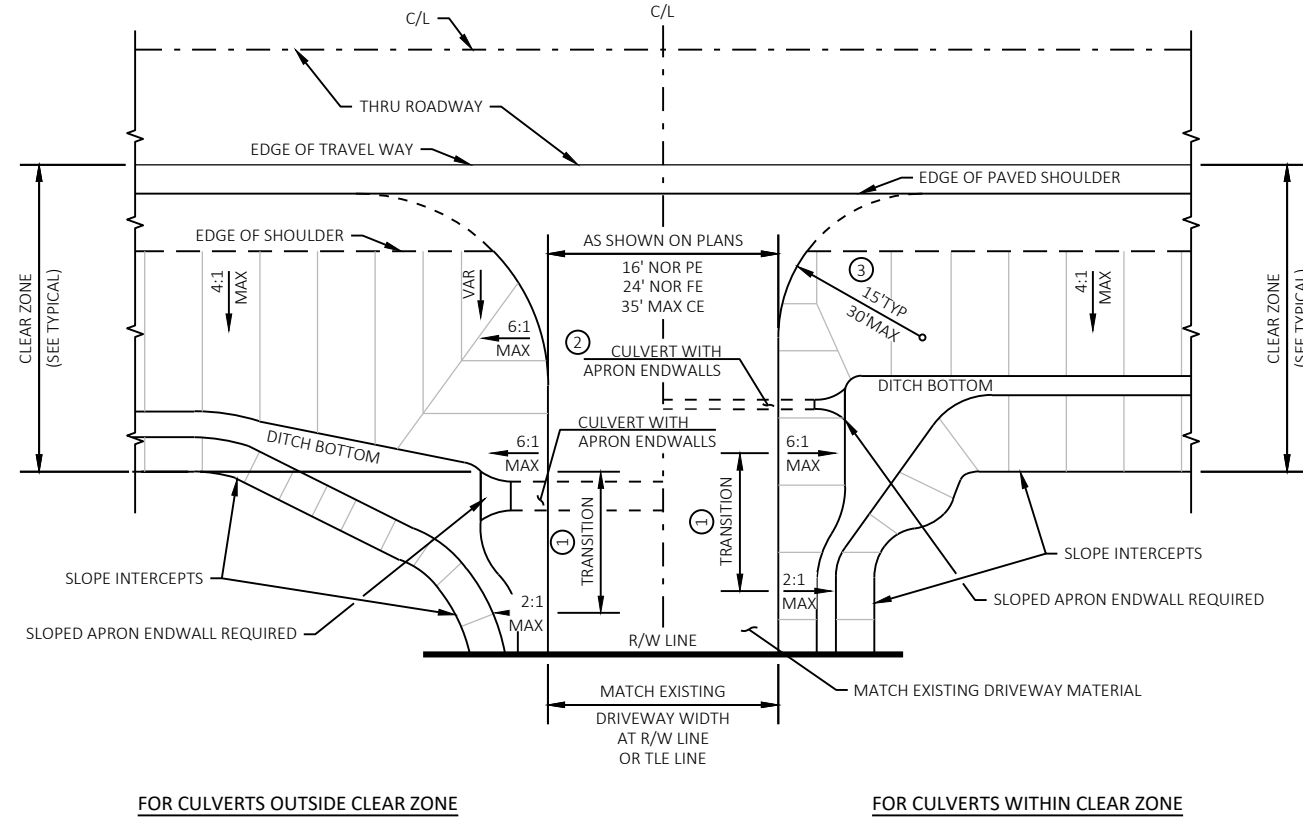 C/L
C/L
THRU ROADWAY
EDGE OF TRAVEL WAY
EDGE OF PAVED SHOULDER
EDGE OF SHOULDER
AS SHOWN ON PLANS
16' NOR PE
24' NOR FE
35' MAX CE
CLEAR ZONE
(SEE TYPICAL)
4:1
MAX
VAR
6:1
MAX
3
15'TYP
30'MAX
4:1
MAX
CLEAR ZONE
(SEE TYPICAL)
2
CULVERT WITH
APRON ENDWALLS
DITCH BOTTOM
DITCH BOTTOM
CULVERT WITH
APRON ENDWALLS
6:1
MAX
6:1
MAX
1
TRANSITION
1
TRANSITION
SLOPE INTERCEPTS
SLOPE INTERCEPTS
2:1
MAX
2:1
MAX
SLOPED APRON ENDWALL REQUIRED
SLOPED APRON ENDWALL REQUIRED
R/W LINE
MATCH EXISTING
DRIVEWAY WIDTH
AT R/W LINE
OR TLE LINE
MATCH EXISTING DRIVEWAY MATERIAL
FOR CULVERTS OUTSIDE CLEAR ZONE
FOR CULVERTS WITHIN CLEAR ZONE